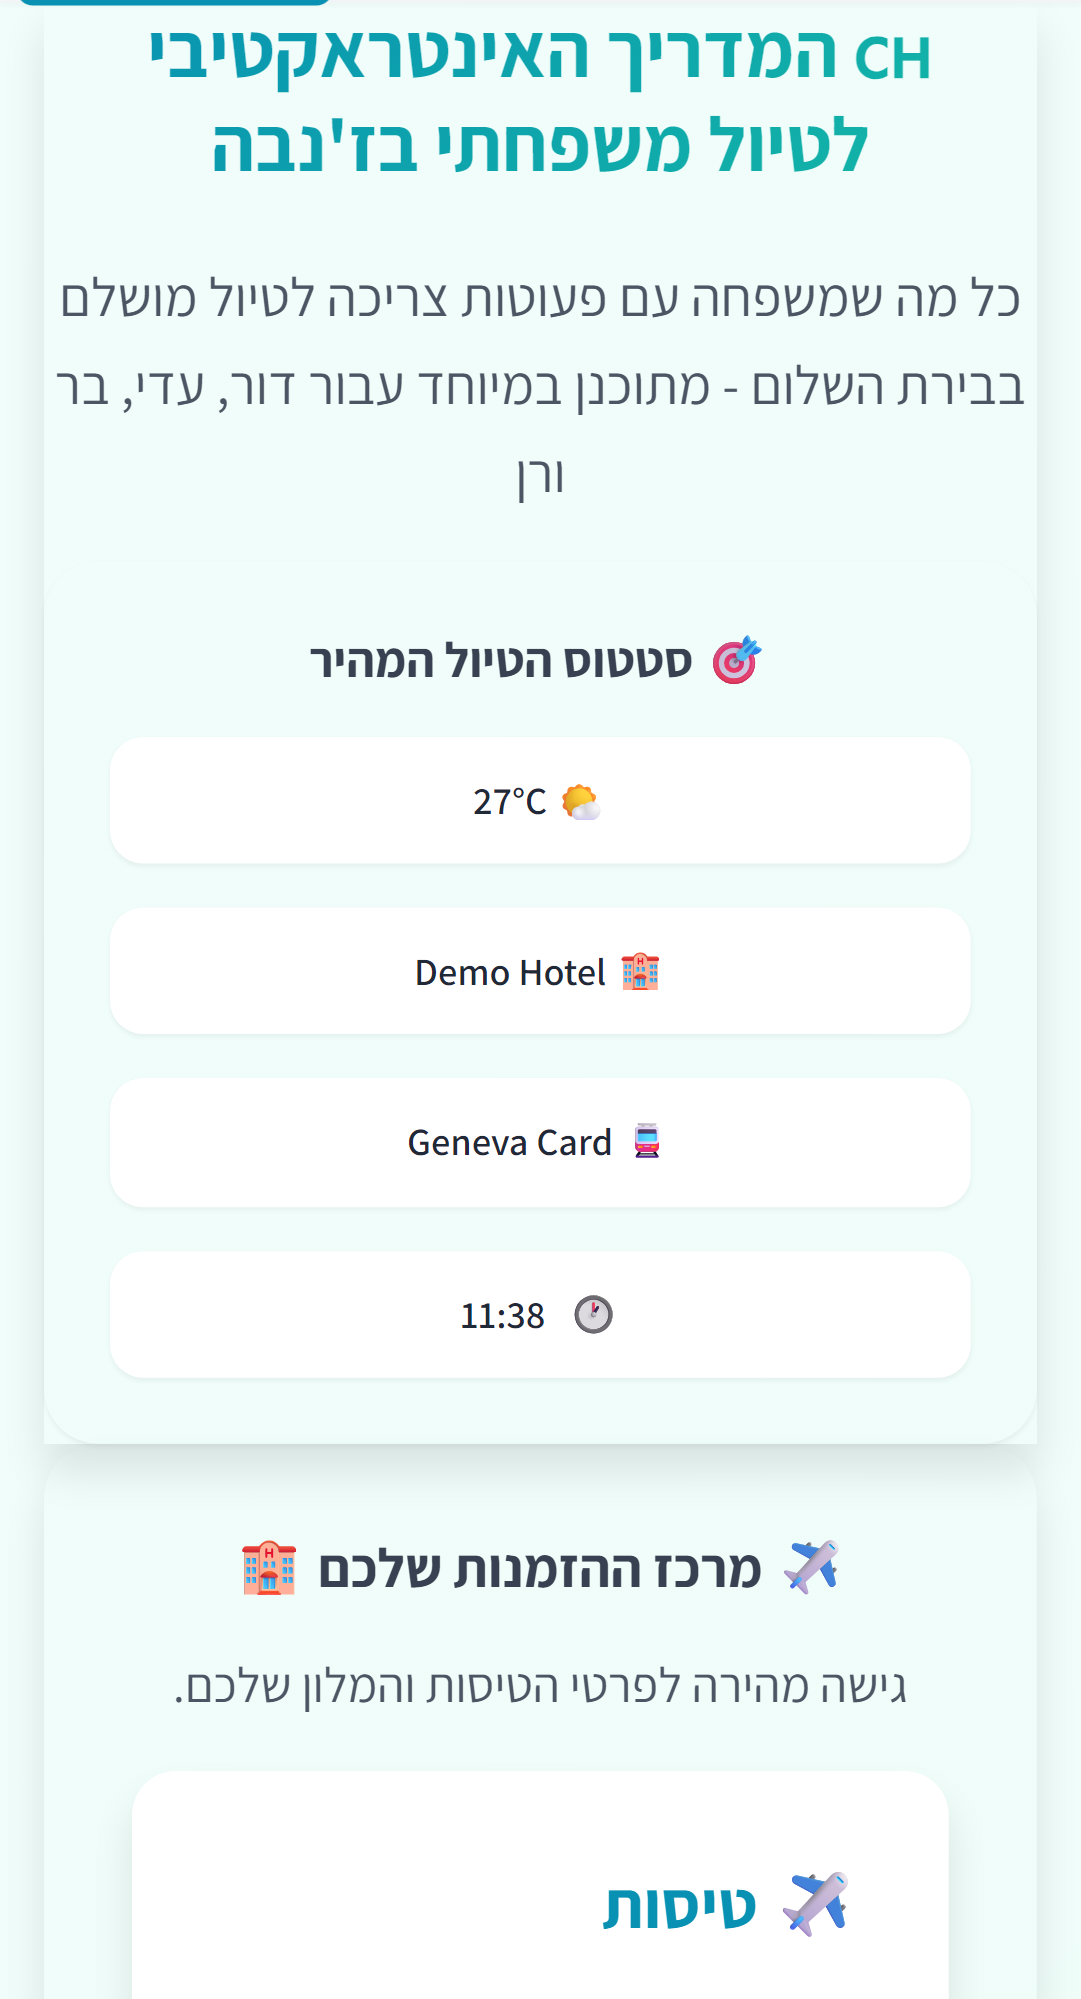 CH המדריך האינטראקטיבי
לטיול משפחתי בז'נבה
כל מה שמשפחה עם פעוטות צריכה לטיול מושלם
בבירת השלום - מתוכנן במיוחד עבור דור, עדי, בר
ורן
🎯 סטטוס הטיול המהיר
🌤️ 27°C
🏨 Demo Hotel
🚆 Geneva Card
🕐 11:38
✈️ מרכז ההזמנות שלכם 🏨
גישה מהירה לפרטי הטיסות והמלון שלכם.
✈️ טיסות